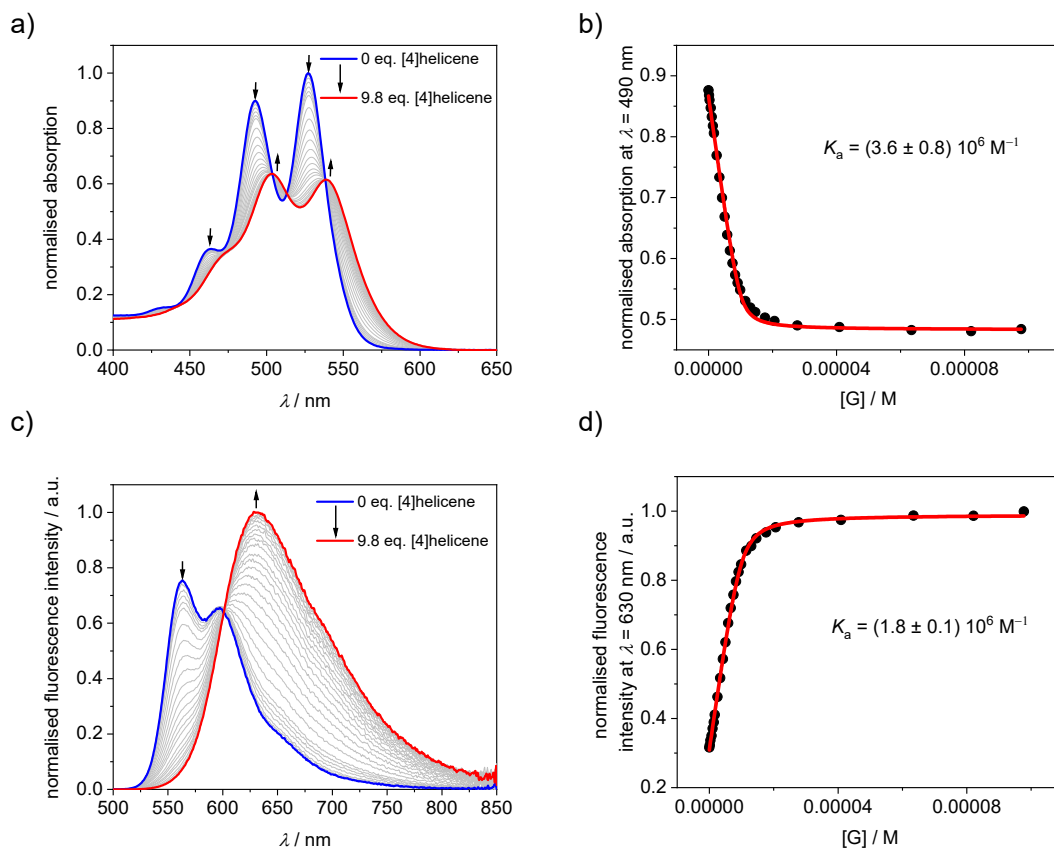 a)
normalised absorption
1.0
0.8
0.6
0.4
0.2
0.0
400 450 500 550 600 650
λ / nm
0 eq. [4]helicene
9.8 eq. [4]helicene
b)
normalised absorption at λ = 490 nm
0.9
0.8
0.7
0.6
0.5
0.00000 0.00004 0.00008
[G] / M
Kₐ = (3.6 ± 0.8) 10⁶ M⁻¹
c)
normalised fluorescence intensity / a.u.
1.0
0.8
0.6
0.4
0.2
0.0
500 550 600 650 700 750 800 850
λ / nm
0 eq. [4]helicene
9.8 eq. [4]helicene
d)
normalised fluorescence
intensity at λ = 630 nm / a.u.
1.0
0.8
0.6
0.4
0.2
0.00000 0.00004 0.00008
[G] / M
Kₐ = (1.8 ± 0.1) 10⁶ M⁻¹